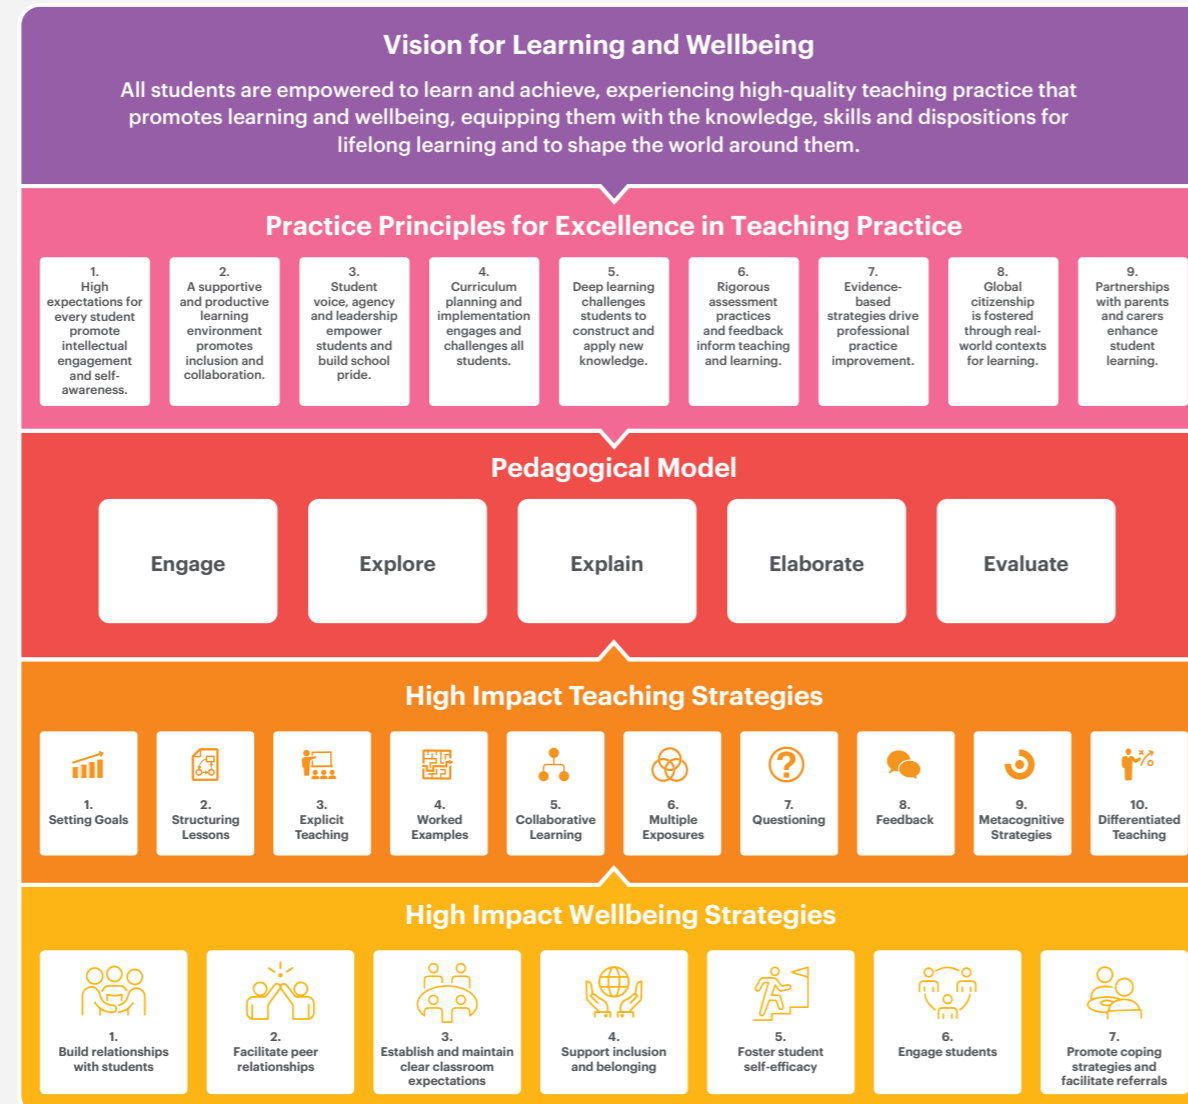 Vision for Learning and Wellbeing
All students are empowered to learn and achieve, experiencing high-quality teaching practice that
promotes learning and wellbeing, equipping them with the knowledge, skills and dispositions for
lifelong learning and to shape the world around them.
Practice Principles for Excellence in Teaching Practice
1.
High
expectations for
every student
promote
intellectual
engagement
and self-
awareness.
2.
A supportive
and productive
learning
environment
promotes
inclusion and
collaboration.
3.
Student
voice, agency
and leadership
empower
students and
build school
pride.
4.
Curriculum
planning and
implementation
engages and
challenges all
students.
5.
Deep learning
challenges
students to
construct and
apply new
knowledge.
6.
Rigorous
assessment
practices
and feedback
inform teaching
and learning.
7.
Evidence-
based
strategies drive
professional
practice
improvement.
8.
Global
citizenship
is fostered
through real-
world contexts
for learning.
9.
Partnerships
with parents
and carers
enhance
student
learning.
Pedagogical Model
Engage
Explore
Explain
Elaborate
Evaluate
High Impact Teaching Strategies
1.
Setting Goals
2.
Structuring
Lessons
3.
Explicit
Teaching
4.
Worked
Examples
5.
Collaborative
Learning
6.
Multiple
Exposures
7.
Questioning
8.
Feedback
9.
Metacognitive
Strategies
10.
Differentiated
Teaching
High Impact Wellbeing Strategies
1.
Build relationships
with students
2.
Facilitate peer
relationships
3.
Establish and maintain
clear classroom
expectations
4.
Support inclusion
and belonging
5.
Foster student
self-efficacy
6.
Engage students
7.
Promote coping
strategies and
facilitate referrals